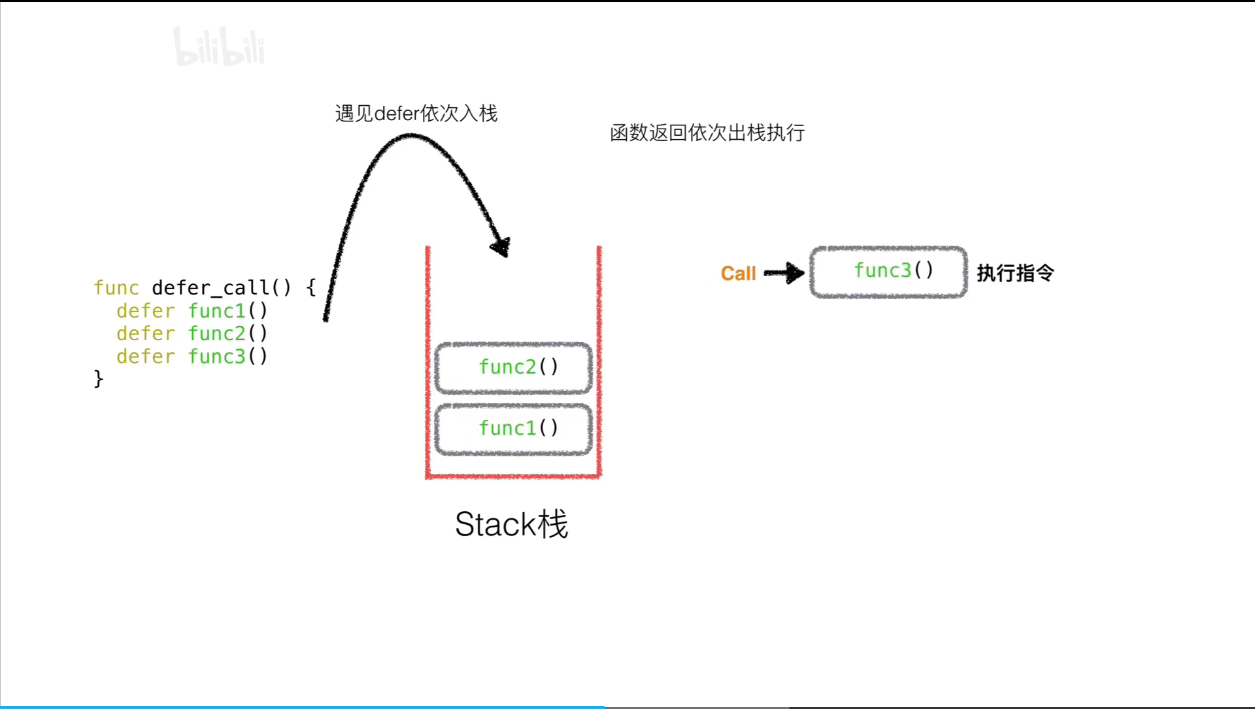 bilibili
遇见defer依次入栈
函数返回依次出栈执行
func defer_call() {
  defer func1()
  defer func2()
  defer func3()
}
Call
func3()
执行指令
func2()
func1()
Stack栈